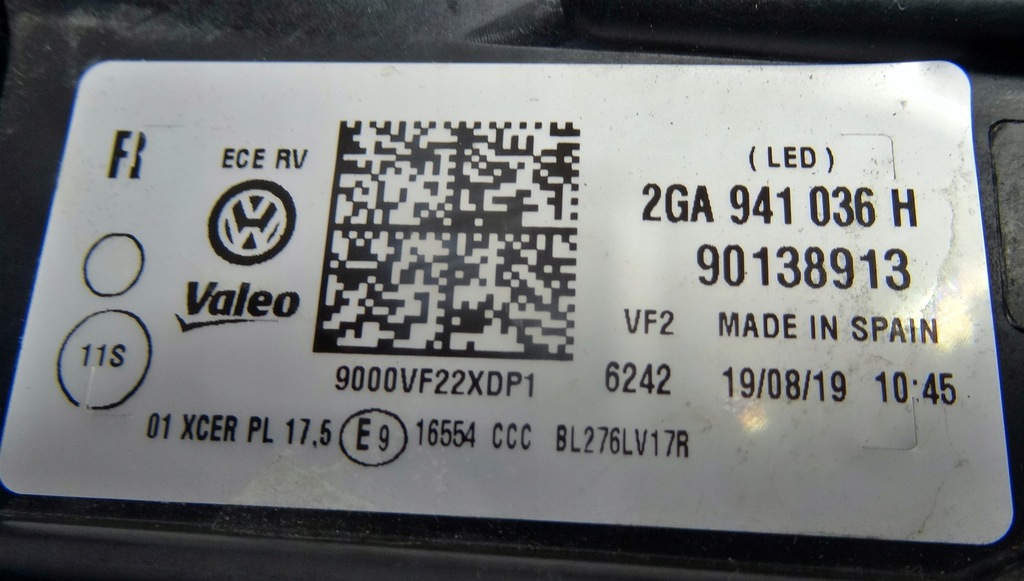 ECE RV
Valeo
11S
9000VF22XDP1
01 XCER PL 17,5 E9 16554 CCC BL276LV17R
(LED)
2GA 941 036 H
90138913
VF2 MADE IN SPAIN
6242 19/08/19 10:45